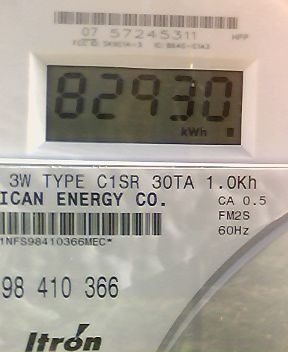 07 57245311 HPP
82930
kWh
3W TYPE C1SR 30TA 1.0Kh
ICAN ENERGY CO. CA 0.5
FM2S
60Hz
1NFS98410366MEC*
98 410 366
Itron